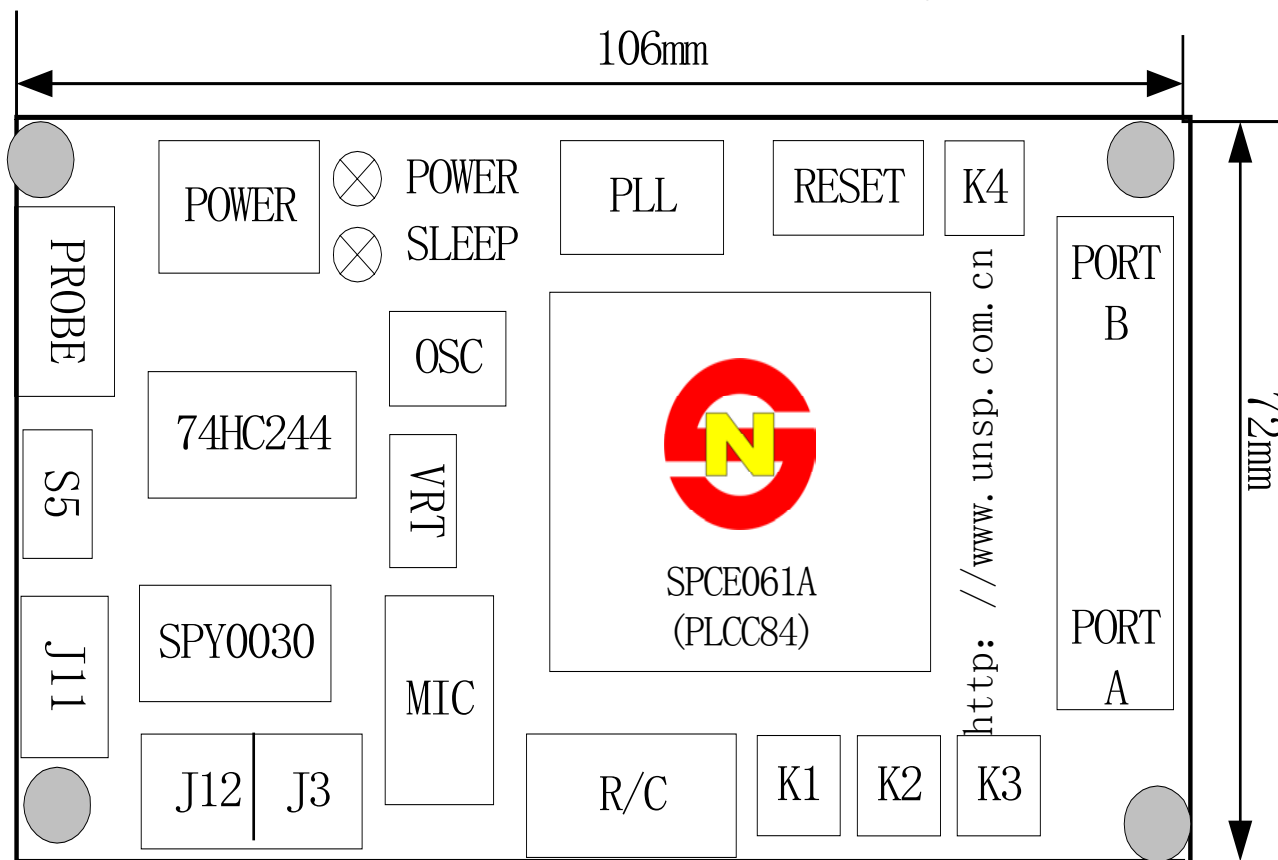 106mm
POWER
POWER
SLEEP
PLL
RESET
K4
PROBE
PORT
B
OSC
74HC244
N
72mm
S5
VRT
http: //www.unsp.com.cn
SPCE061A
(PLCC84)
PORT
A
SPY0030
J11
MIC
J12
J3
R/C
K1
K2
K3